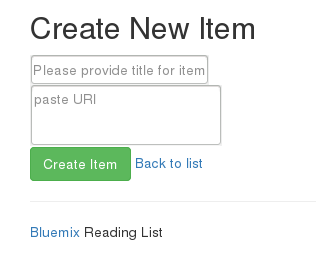 Create New Item
Please provide title for item
paste URI
Create Item Back to list
Bluemix Reading List